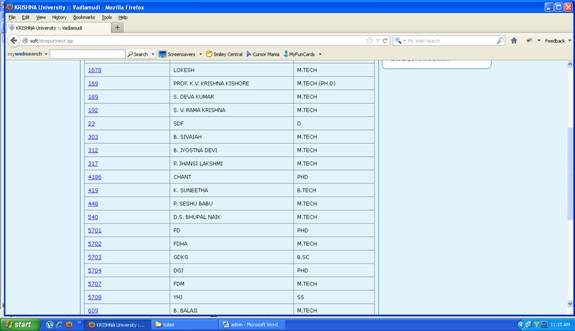 KRISHNA University :: Vadlamudi - Mozilla Firefox
File Edit View History Bookmarks Tools Help
KRISHNA University :: Vadlamudi +
soft/streportnext.jsp My Web Search Feedback
mywebsearch Search Screensavers Smiley Central Cursor Mania MyFunCards
1678 LOKESH M.TECH
169 PROF. K.V. KRISHNA KISHORE M.TECH (PH.D)
189 S. DEVA KUMAR M.TECH
192 S. V. RAMA KRISHNA M.TECH
23 SDF D
303 B. SIVAIAH M.TECH
312 B. JYOSTNA DEVI M.TECH
317 P. JHANSI LAKSHMI M.TECH
4186 CHANT PHD
419 K. SUNEETHA B.TECH
448 P. SESHU BABU M.TECH
540 D.S. BHUPAL NAIK M.TECH
5701 FD PHD
5702 FDHA M.TECH
5703 GDKG B.SC
5704 DGJ PHD
5707 FDM M.TECH
5708 YHJ SS
609 B. BALAJI M.TECH
start KRISHNA University :... tulasi admin - Microsoft Word 11:15 AM